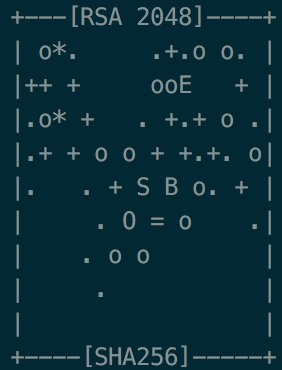 +---[RSA 2048]----+
| o*.     .+.o o. |
|++ +     ooE   + |
|.o* +   . +.+ o .|
|.+ + o o + +.+. o|
|.   . + S B o. + |
|     . O = o    .|
|    . o o        |
|     .           |
|                 |
+----[SHA256]-----+